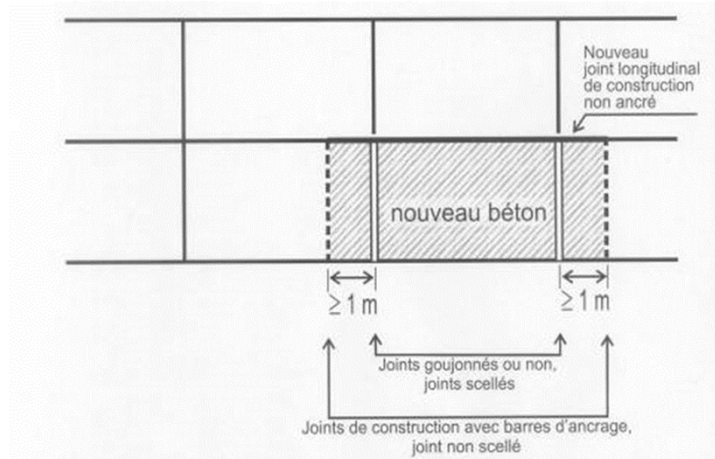 Nouveau
joint longitudinal
de construction
non ancré
nouveau béton
≥ 1 m
≥ 1 m
Joints goujonnés ou non,
joints scellés
Joints de construction avec barres d'ancrage,
joint non scellé